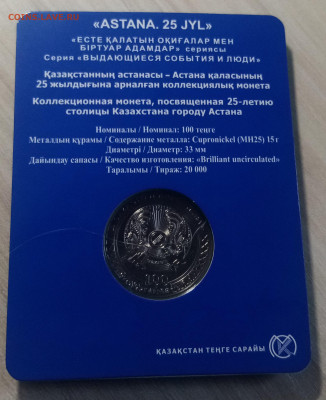 coins.su
«ASTANA. 25 JYL»
«ЕСТЕ ҚАЛАТЫН ОҚИҒАЛАР МЕН
БІРТУАР АДАМДАР» сериясы
Серия «ВЫДАЮЩИЕСЯ СОБЫТИЯ И ЛЮДИ»
Қазақстанның астанасы – Астана қаласының
25 жылдығына арналған коллекциялық монета
Коллекционная монета, посвященная 25-летию
столицы Казахстана городу Астана
Номиналы / Номинал: 100 теңге
Металдың құрамы / Содержание металла: Cupronickel (МН25) 15 г
Диаметрі / Диаметр: 33 мм
Дайындау сапасы / Качество изготовления: «Brilliant uncirculated»
Таралымы / Тираж: 20 000
100
ҚАЗАҚСТАН ТЕҢГЕ САРАЙЫ